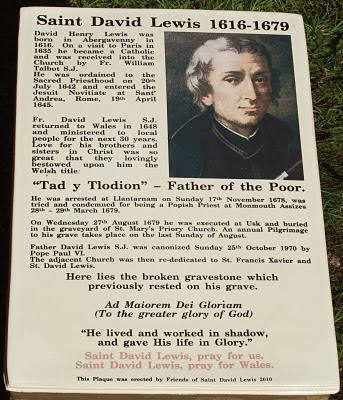 Saint David Lewis 1616-1679
David Henry Lewis was
born in Abergavenny in
1616. On a visit to Paris in
1635 he became a Catholic
and was received into the
Church by Fr. William
Talbot S.J.
He was ordained to the
Sacred Priesthood on 20th
July 1642 and entered the
Jesuit Novitiate at Sant'
Andrea, Rome, 19th April
1645.
Fr. David Lewis S.J.
returned to Wales in 1648
and ministered to local
people for the next 30 years.
Love for his brothers and
sisters in Christ was so
great that they lovingly
bestowed upon him the
Welsh title:
"Tad y Tlodion" – Father of the Poor.
He was arrested at Llantarnam on Sunday 17th November 1678, was
tried and condemned for being a Popish Priest at Monmouth Assizes
28th – 29th March 1679.
On Wednesday 27th August 1679 he was executed at Usk and buried
in the graveyard of St. Mary's Priory Church. An annual Pilgrimage
to his grave takes place on the last Sunday of August.
Father David Lewis S.J. was canonized Sunday 25th October 1970 by
Pope Paul VI.
The adjacent Church was then re-dedicated to St. Francis Xavier and
St. David Lewis.
Here lies the broken gravestone which
previously rested on his grave.
Ad Maiorem Dei Gloriam
(To the greater glory of God)
"He lived and worked in shadow,
and gave His life in Glory."
Saint David Lewis, pray for us.
Saint David Lewis, pray for Wales.
This Plaque was erected by Friends of Saint David Lewis 2010